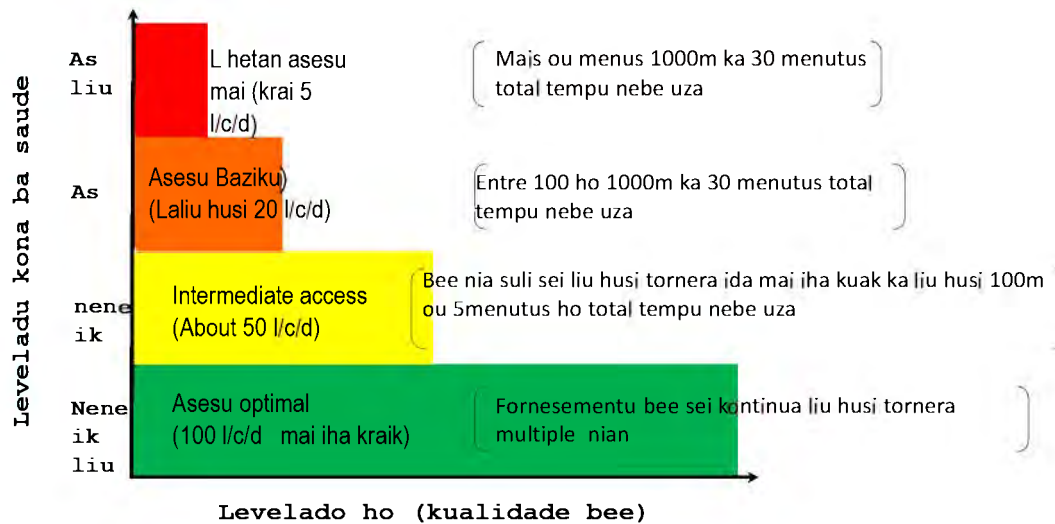 Leveladu kona ba saude
As
liu
L hetan asesu
mai (krai 5
l/c/d)
Mais ou menus 1000m ka 30 menutus
total tempu nebe uza
As
Asesu Baziku)
(Laliu husi 20 l/c/d)
Entre 100 ho 1000m ka 30 menutus total
tempu nebe uza
nene
ik
Intermediate access
(About 50 l/c/d)
Bee nia suli sei liu husi tornera ida mai iha kuak ka liu husi 100m
ou 5menutus ho total tempu nebe uza
Nene
ik
liu
Asesu optimal
(100 l/c/d mai iha kraik)
Fornesementu bee sei kontinua liu husi tornera
multiple nian
Levelado ho (kualidade bee)